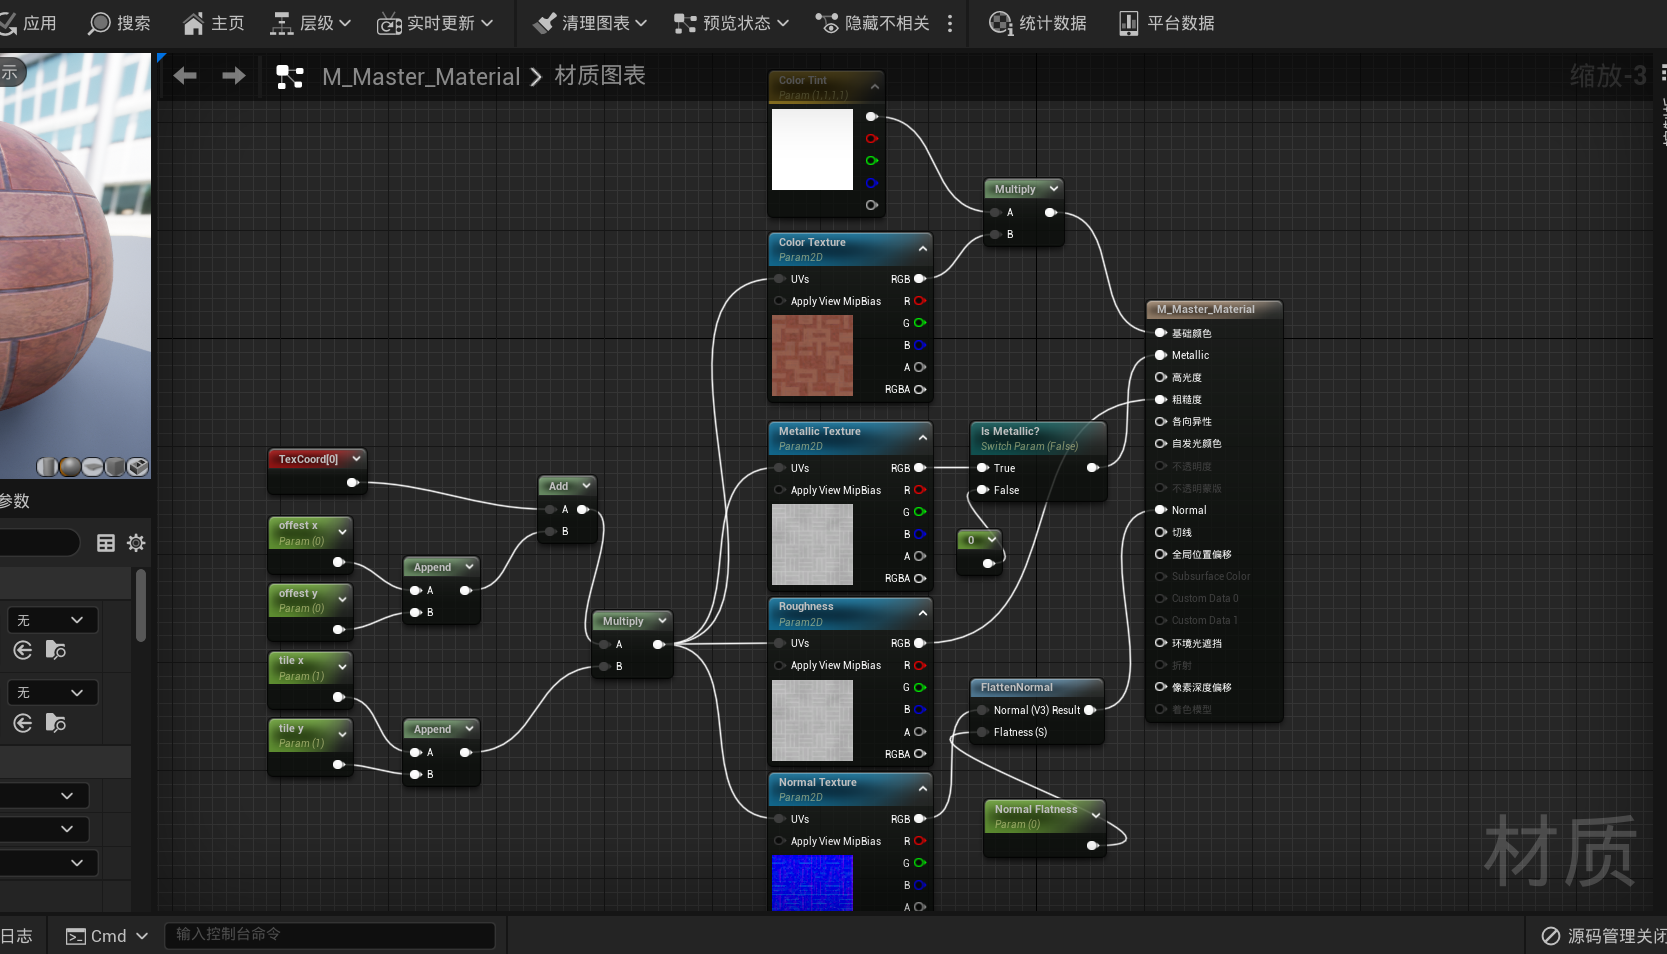 应用
搜索
主页
层级
实时更新
清理图表
预览状态
隐藏不相关
统计数据
平台数据
示
M_Master_Material
材质图表
缩放-3
Color Tint
Param (1,1,1,1)
Multiply
A
B
Color Texture
Param2D
UVs
RGB
Apply View MipBias
R
G
B
A
RGBA
M_Master_Material
基础颜色
Metallic
高光度
粗糙度
各向异性
自发光颜色
不透明度
不透明蒙版
Normal
切线
全局位置偏移
Subsurface Color
Custom Data 0
Custom Data 1
环境光遮挡
折射
像素深度偏移
着色模型
Metallic Texture
Param2D
UVs
RGB
Apply View MipBias
R
G
B
A
RGBA
Is Metallic?
Switch Param (False)
True
False
0
TexCoord[0]
Add
A
B
参数
offest x
Param (0)
Append
A
B
offest y
Param (0)
无
Multiply
A
B
Roughness
Param2D
UVs
RGB
Apply View MipBias
R
G
B
A
RGBA
tile x
Param (1)
无
FlattenNormal
Normal (V3)
Result
Flatness (S)
tile y
Param (1)
Append
A
B
Normal Texture
Param2D
UVs
RGB
Apply View MipBias
R
G
B
A
Normal Flatness
Param (0)
材质
日志
Cmd
输入控制台命令
源码管理关闭